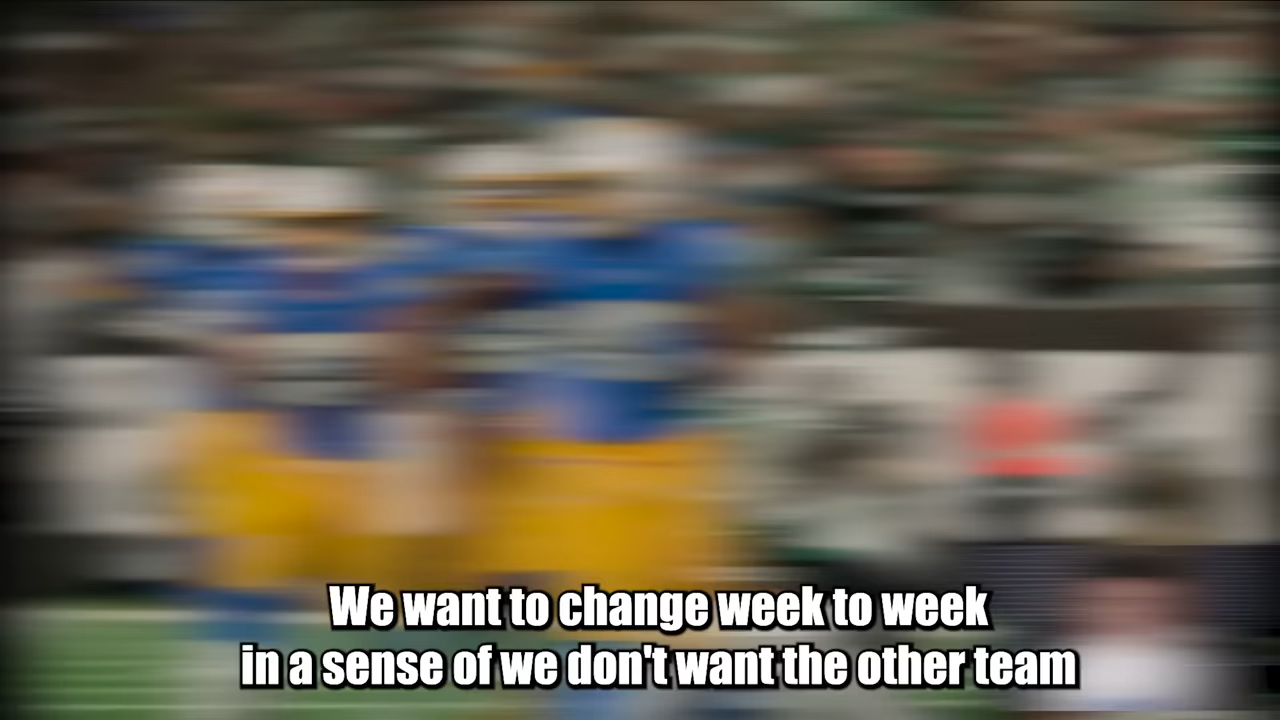 We want to change week to week
in a sense of we don't want the other team